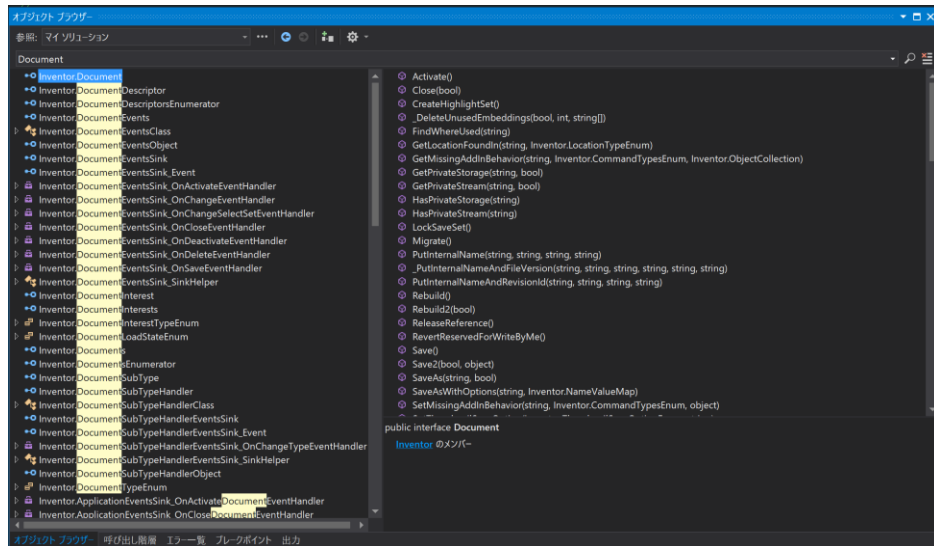 オブジェクト ブラウザー
参照: マイ ソリューション
Document
Inventor.Document
Inventor.DocumentDescriptor
Inventor.DocumentDescriptorsEnumerator
Inventor.DocumentEvents
Inventor.DocumentEventsClass
Inventor.DocumentEventsObject
Inventor.DocumentEventsSink
Inventor.DocumentEventsSink_Event
Inventor.DocumentEventsSink_OnActivateEventHandler
Inventor.DocumentEventsSink_OnChangeEventHandler
Inventor.DocumentEventsSink_OnChangeSelectSetEventHandler
Inventor.DocumentEventsSink_OnCloseEventHandler
Inventor.DocumentEventsSink_OnDeactivateEventHandler
Inventor.DocumentEventsSink_OnDeleteEventHandler
Inventor.DocumentEventsSink_OnSaveEventHandler
Inventor.DocumentEventsSink_SinkHelper
Inventor.DocumentInterest
Inventor.DocumentInterests
Inventor.DocumentInterestTypeEnum
Inventor.DocumentLoadStateEnum
Inventor.Documents
Inventor.DocumentsEnumerator
Inventor.DocumentSubType
Inventor.DocumentSubTypeHandler
Inventor.DocumentSubTypeHandlerClass
Inventor.DocumentSubTypeHandlerEventsSink
Inventor.DocumentSubTypeHandlerEventsSink_Event
Inventor.DocumentSubTypeHandlerEventsSink_OnChangeTypeEventHandler
Inventor.DocumentSubTypeHandlerEventsSink_SinkHelper
Inventor.DocumentSubTypeHandlerObject
Inventor.DocumentTypeEnum
Inventor.ApplicationEventsSink_OnActivateDocumentEventHandler
Inventor.ApplicationEventsSink_OnCloseDocumentEventHandler
Activate()
Close(bool)
CreateHighlightSet()
_DeleteUnusedEmbeddings(bool, int, string[])
FindWhereUsed(string)
GetLocationFoundIn(string, Inventor.LocationTypeEnum)
GetMissingAddInBehavior(string, Inventor.CommandTypesEnum, Inventor.ObjectCollection)
GetPrivateStorage(string, bool)
GetPrivateStream(string, bool)
HasPrivateStorage(string)
HasPrivateStream(string)
LockSaveSet()
Migrate()
PutInternalName(string, string, string, string)
_PutInternalNameAndFileVersion(string, string, string, string, string, string)
PutInternalNameAndRevisionId(string, string, string, string)
Rebuild()
Rebuild2(bool)
ReleaseReference()
RevertReservedForWriteByMe()
Save()
Save2(bool, object)
SaveAs(string, bool)
SaveAsWithOptions(string, Inventor.NameValueMap)
SetMissingAddInBehavior(string, Inventor.CommandTypesEnum, object)
public interface Document
Inventor のメンバー
オブジェクト ブラウザー 呼び出し階層 エラー一覧 ブレークポイント 出力